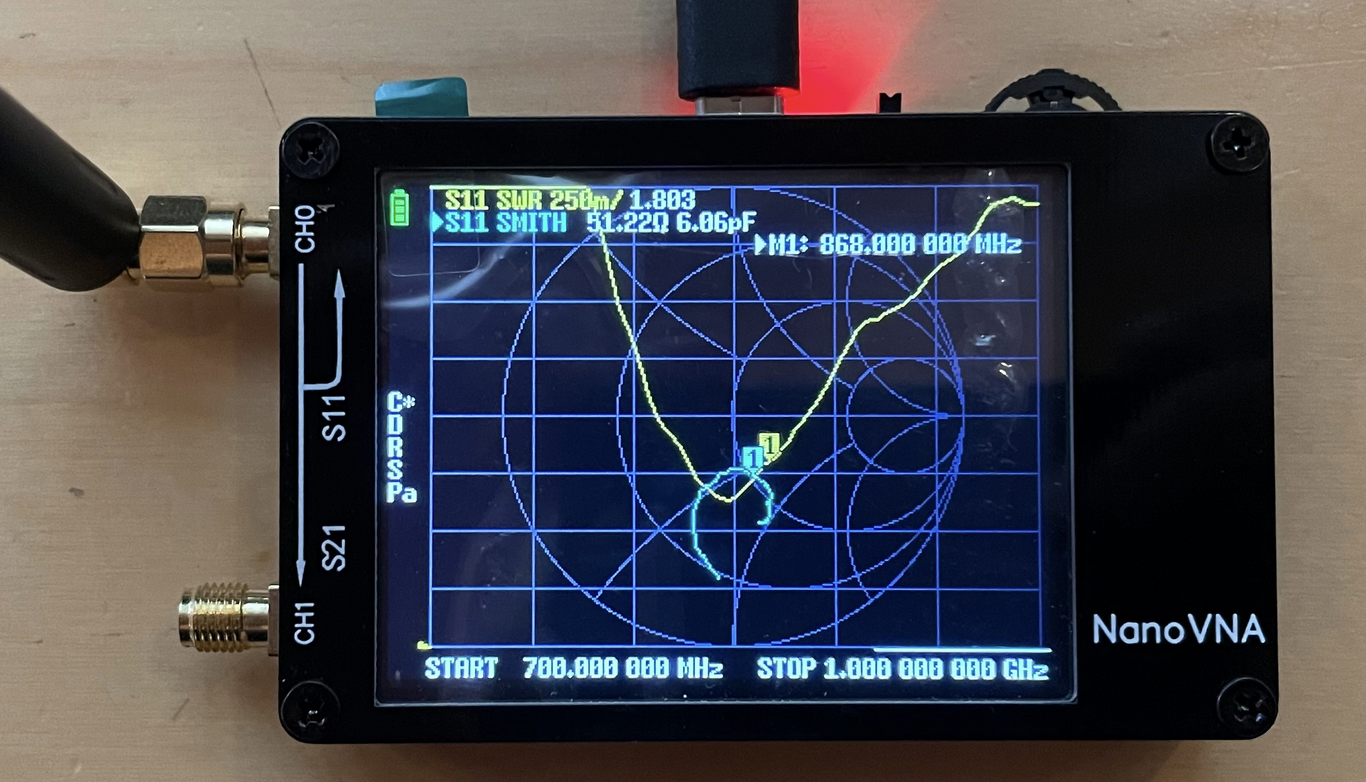 S11 SWR 250m/ 1.803
S11 SMITH 51.22Ω 6.06pF
M1: 868.000 000 MHz
1
1
C*
D
R
S
Pa
START 700.000 000 MHz STOP 1.000 000 000 GHz
CH0
S11
S21
CH1
NanoVNA